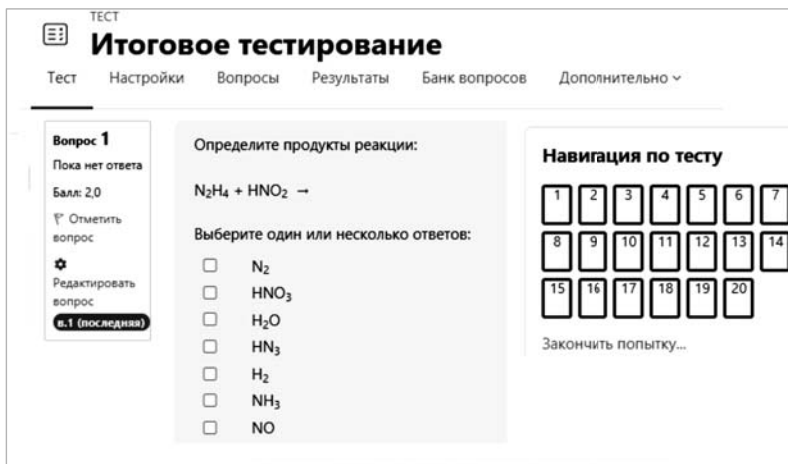 ТЕСТ
Итоговое тестирование
Тест Настройки Вопросы Результаты Банк вопросов Дополнительно
Вопрос 1
Пока нет ответа
Балл: 2,0
Отметить
вопрос
Редактировать
вопрос
в.1 (последняя)
Определите продукты реакции:
N₂H₄ + HNO₂ →
Выберите один или несколько ответов:
N₂
HNO₃
H₂O
HN₃
H₂
NH₃
NO
Навигация по тесту
1 2 3 4 5 6 7
8 9 10 11 12 13 14
15 16 17 18 19 20
Закончить попытку...